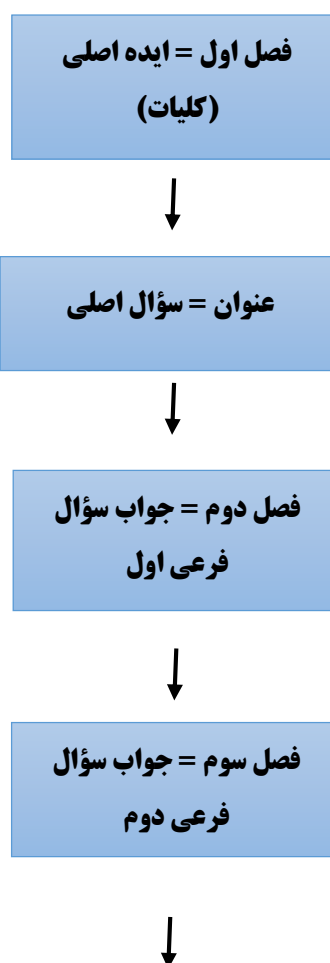 فصل اول = ایده اصلی
(کلیات)
عنوان = سؤال اصلی
فصل دوم = جواب سؤال
فرعی اول
فصل سوم = جواب سؤال
فرعی دوم